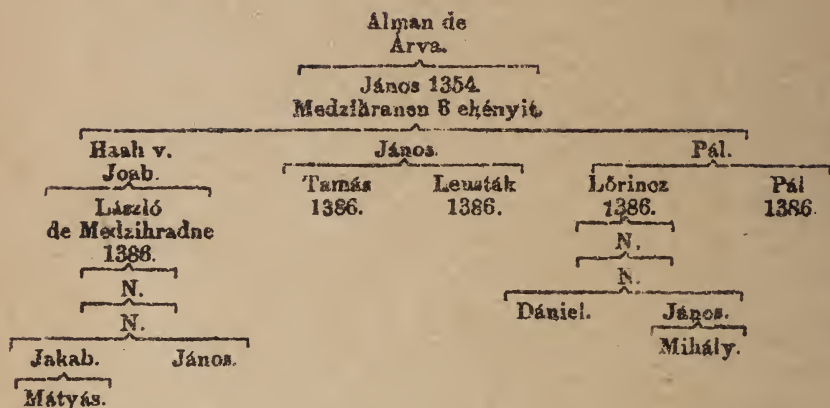 Álman de
Árva.
János 1354.
Medzihranon 8 ekényit.
Haah v. János. Pál.
Joab. Tamás Leusták Lőrincz Pál
László 1386. 1386. 1386. 1386.
de Medzihradne N.
1386. N.
N. Dániel. János.
N. Mihály.
Jakab. János.
Mátyás.